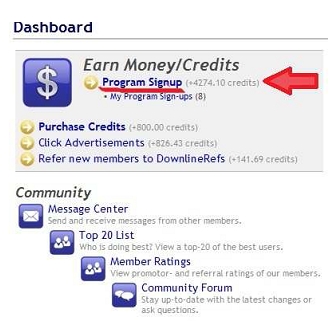 Dashboard
Earn Money/Credits
Program Signup (+4274.10 credits)
• My Program Sign-ups (8)
Purchase Credits (+800.00 credits)
Click Advertisements (+826.43 credits)
Refer new members to DownlineRefs (+141.69 credits)
Community
Message Center
Send and receive messages from other members.
Top 20 List
Who is doing best? View a top-20 of the best users.
Member Ratings
View promotor- and referral ratings of our members.
Community Forum
Stay up-to-date with the latest changes or
ask questions.